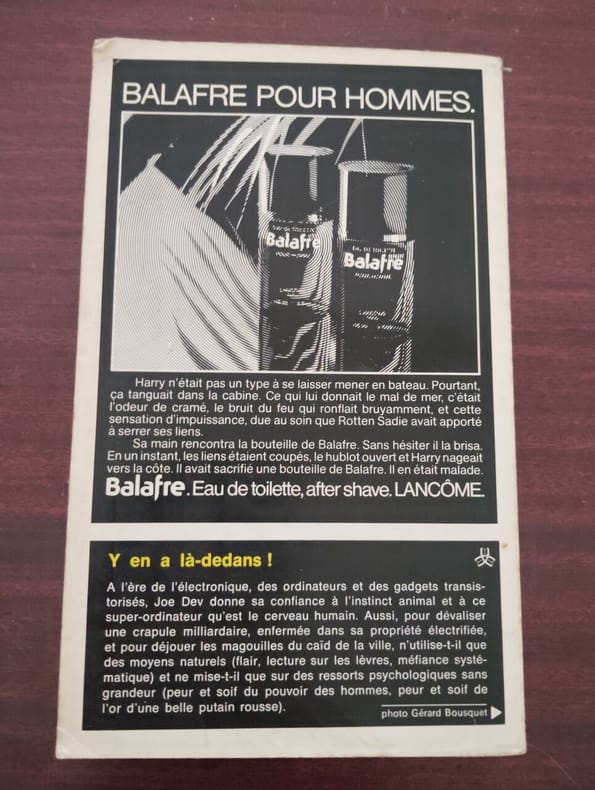 BALAFRE POUR HOMMES.
EAU DE TOILETTE
Balafre
POUR HOMME
Balafre
POUR HOMME
Harry n'était pas un type à se laisser mener en bateau. Pourtant,
ça tanguait dans la cabine. Ce qui lui donnait le mal de mer, c'était
l'odeur de cramé, le bruit du feu qui ronflait bruyamment, et cette
sensation d'impuissance, due au soin que Rotten Sadie avait apporté
à serrer ses liens.
Sa main rencontra la bouteille de Balafre. Sans hésiter il la brisa.
En un instant, les liens étaient coupés, le hublot ouvert et Harry nageait
vers la côte. Il avait sacrifié une bouteille de Balafre. Il en était malade.
Balafre. Eau de toilette, after shave. LANCÔME.
Y en a là-dedans !
A l'ère de l'électronique, des ordinateurs et des gadgets transis-
torisés, Joe Dev donne sa confiance à l'instinct animal et à ce
super-ordinateur qu'est le cerveau humain. Aussi, pour dévaliser
une crapule milliardaire, enfermée dans sa propriété électrifiée,
et pour déjouer les magouilles du caïd de la ville, n'utilise-t-il que
des moyens naturels (flair, lecture sur les lèvres, méfiance systé-
matique) et ne mise-t-il que sur des ressorts psychologiques sans
grandeur (peur et soif du pouvoir des hommes, peur et soif de
l'or d'une belle putain rousse).
photo Gérard Bousquet